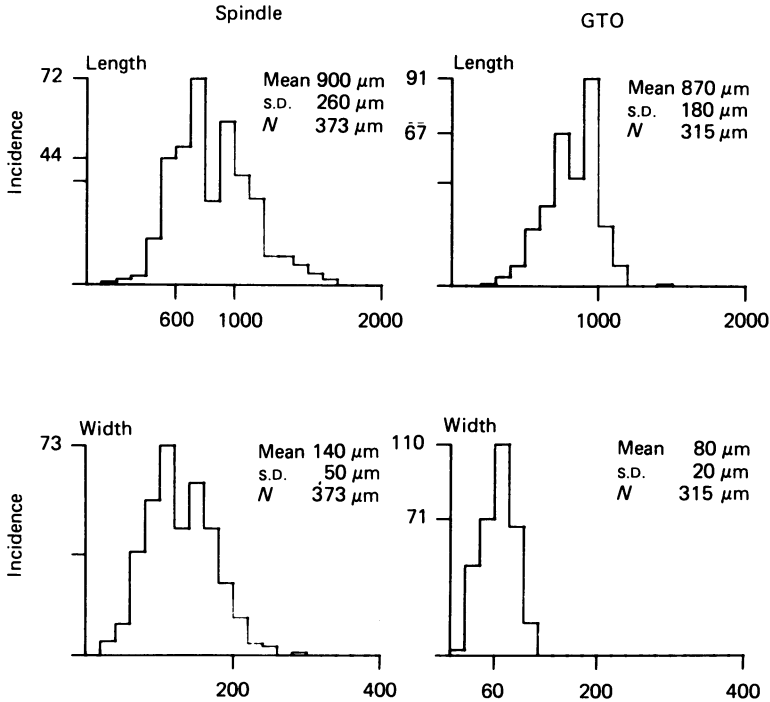 Spindle
GTO
Length
Mean 900 μm
S.D. 260 μm
N 373 μm
72
44
Incidence
600 1000 2000
Length
Mean 870 μm
S.D. 180 μm
N 315 μm
91
67
1000 2000
Width
Mean 140 μm
S.D. 50 μm
N 373 μm
73
Incidence
200 400
Width
Mean 80 μm
S.D. 20 μm
N 315 μm
110
71
60 200 400